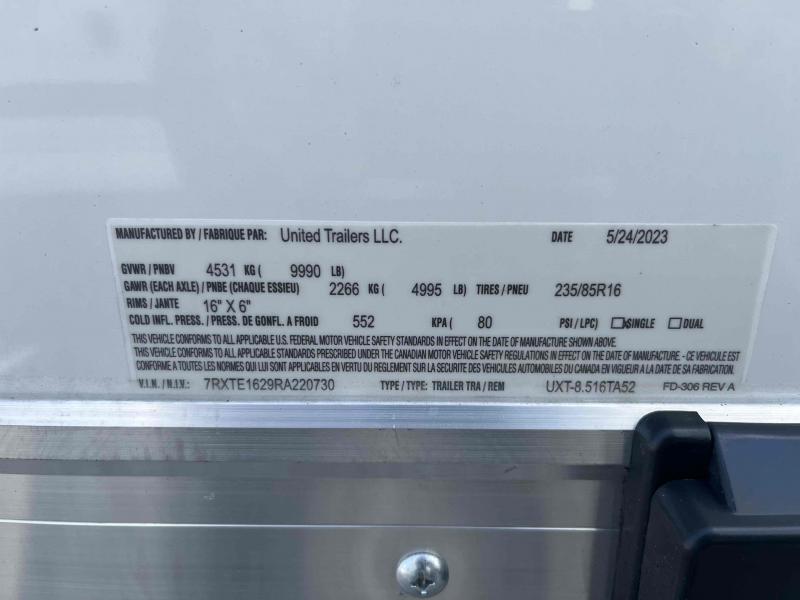 MANUFACTURED BY / FABRIQUE PAR: United Trailers LLC. DATE 5/24/2023
GVWR / PNBV 4531 KG ( 9990 LB)
GAWR (EACH AXLE) / PNBE (CHAQUE ESSIEU) 2266 KG ( 4995 LB) TIRES / PNEU 235/85R16
RIMS / JANTE 16" X 6"
COLD INFL. PRESS. / PRESS. DE GONFL. A FROID 552 KPA ( 80 PSI / LPC) SINGLE DUAL
THIS VEHICLE CONFORMS TO ALL APPLICABLE U.S. FEDERAL MOTOR VEHICLE SAFETY STANDARDS IN EFFECT ON THE DATE OF MANUFACTURE SHOWN ABOVE.
THIS VEHICLE CONFORMS TO ALL APPLICABLE STANDARDS PRESCRIBED UNDER THE CANADIAN MOTOR VEHICLE SAFETY REGULATIONS IN EFFECT ON THE DATE OF MANUFACTURE - CE VEHICULE EST
CONFORME A TOUTES LES NORMES QUI LUI SONT APPLICABLES EN VERTU DU REGLEMENT SUR LA SECURITE DES VEHICULES AUTOMOBILES DU CANADA EN VIGUEUR A LA DATE DE SA FABRICATION.
V.I.N. / N.I.V.: 7RXTE1629RA220730 TYPE / TYPE: TRAILER TRA / REM UXT-8.516TA52 FD-306 REV A